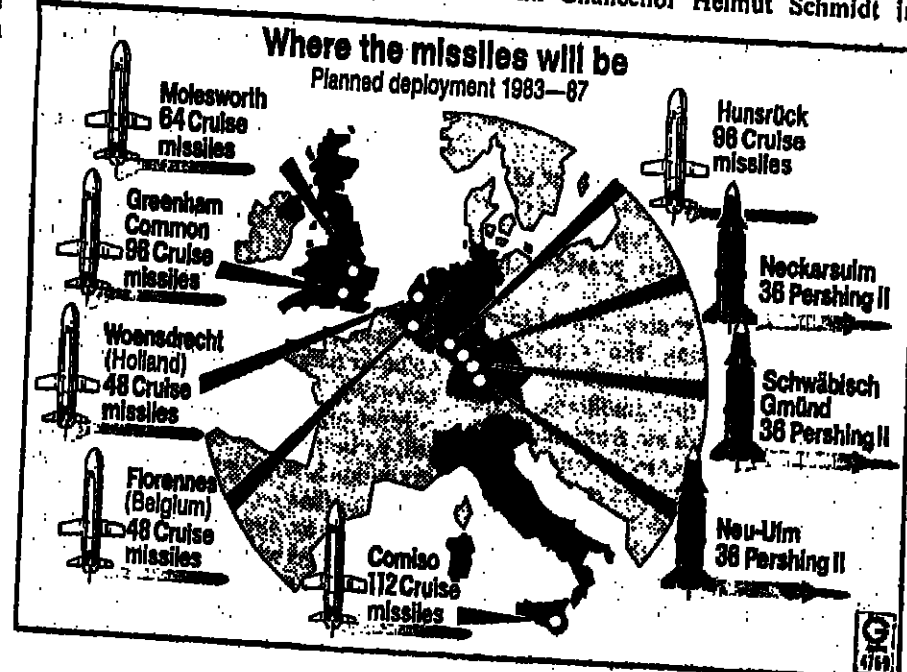 Chancellor Helmut Schmidt
Where the missiles will be
Planned deployment 1983—87
Molesworth
64 Cruise
missiles
Greenham
Common
96 Cruise
missiles
Woensdrecht
(Holland)
48 Cruise
missiles
Florennes
(Belgium)
48 Cruise
missiles
Comiso
112 Cruise
missiles
Hunsrück
96 Cruise
missiles
Neckarsulm
36 Pershing II
Schwäbisch
Gmünd
36 Pershing II
Neu-Ulm
36 Pershing II